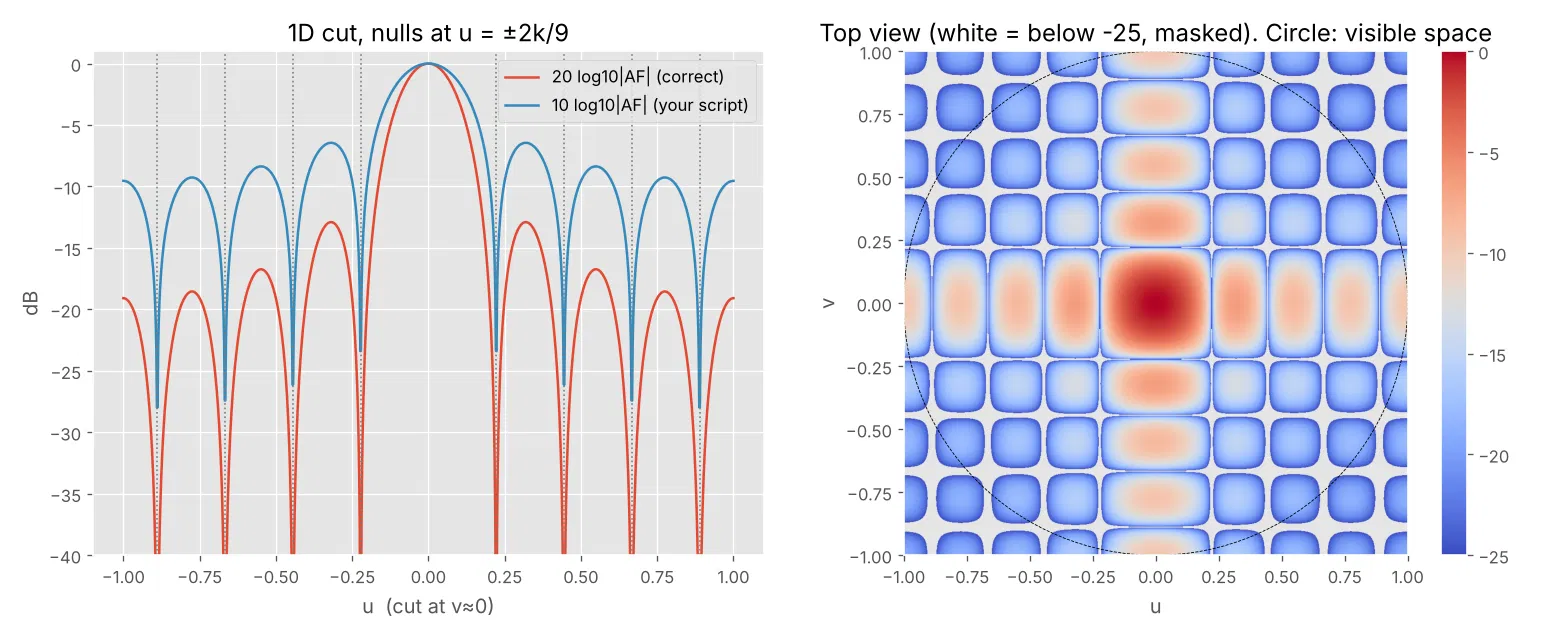 1D cut, nulls at u = ±2k/9
20 log10|AF| (correct)
10 log10|AF| (your script)
0
−5
−10
−15
−20
−25
−30
−35
−40
dB
−1.00 −0.75 −0.50 −0.25 0.00 0.25 0.50 0.75 1.00
u (cut at v≈0)
Top view (white = below -25, masked). Circle: visible space
1.00
0.75
0.50
0.25
0.00
−0.25
−0.50
−0.75
−1.00
v
−1.00 −0.75 −0.50 −0.25 0.00 0.25 0.50 0.75 1.00
u
0
−5
−10
−15
−20
−25